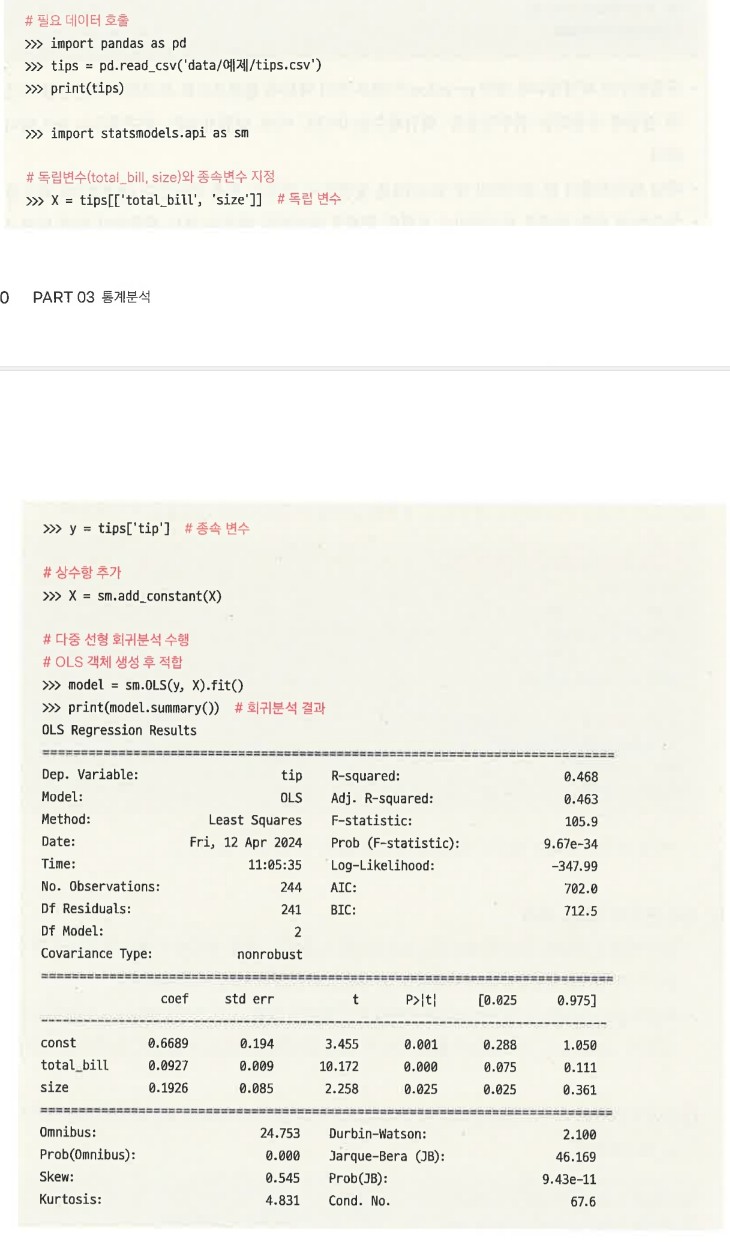 # 필요 데이터 호출
>>> import pandas as pd
>>> tips = pd.read_csv('data/예제/tips.csv')
>>> print(tips)
>>> import statsmodels.api as sm
# 독립변수(total_bill, size)와 종속변수 지정
>>> X = tips[['total_bill', 'size']] # 독립 변수
0 PART 03 통계분석
>>> y = tips['tip'] # 종속 변수
# 상수항 추가
>>> X = sm.add_constant(X)
# 다중 선형 회귀분석 수행
# OLS 객체 생성 후 적합
>>> model = sm.OLS(y, X).fit()
>>> print(model.summary()) # 회귀분석 결과
OLS Regression Results
==============================================================================
Dep. Variable: tip R-squared: 0.468
Model: OLS Adj. R-squared: 0.463
Method: Least Squares F-statistic: 105.9
Date: Fri, 12 Apr 2024 Prob (F-statistic): 9.67e-34
Time: 11:05:35 Log-Likelihood: -347.99
No. Observations: 244 AIC: 702.0
Df Residuals: 241 BIC: 712.5
Df Model: 2
Covariance Type: nonrobust
==============================================================================
coef std err t P>|t| [0.025 0.975]
------------------------------------------------------------------------------
const 0.6689 0.194 3.455 0.001 0.288 1.050
total_bill 0.0927 0.009 10.172 0.000 0.075 0.111
size 0.1926 0.085 2.258 0.025 0.025 0.361
==============================================================================
Omnibus: 24.753 Durbin-Watson: 2.100
Prob(Omnibus): 0.000 Jarque-Bera (JB): 46.169
Skew: 0.545 Prob(JB): 9.43e-11
Kurtosis: 4.831 Cond. No. 67.6